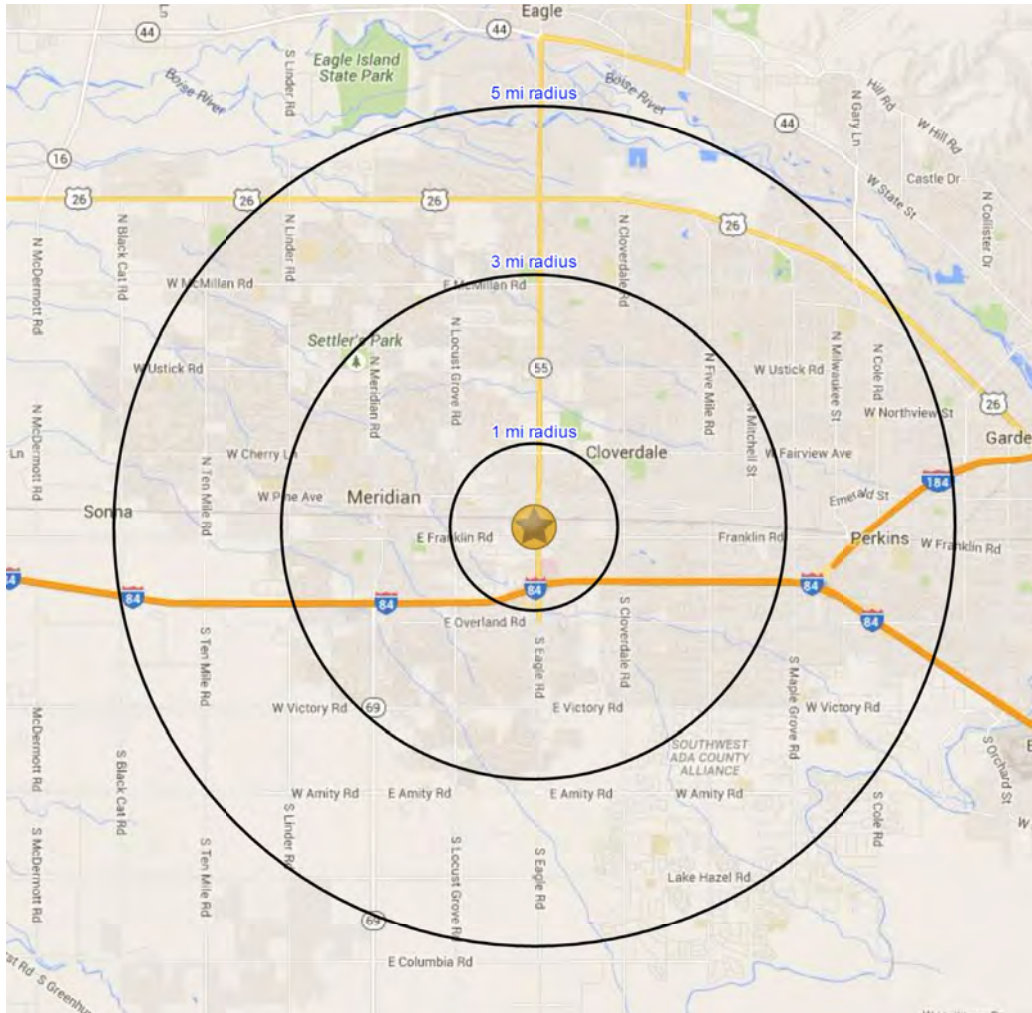 Ln
Eagle
44
44
Eagle Island
State Park
S Linder Rd
Boise River
Boise River
5 mi radius
Hill Rd
N Gary Ln
W Hill Rd
44
16
Castle Dr
W State St
26
26
26
26
N McDermott Rd
N Black Cat Rd
N Linder Rd
N Cloverdale Rd
N Collister Dr
3 mi radius
W McMillan Rd
E McMillan Rd
Settler's Park
N Meridian Rd
N Locust Grove Rd
55
W Ustick Rd
N Five Mile Rd
W Ustick Rd
N Milwaukee St
N Cole Rd
26
N McDermott Rd
N Mitchell St
W Northview St
1 mi radius
Garde
Ln
N Ten Mile Rd
W Cherry Ln
Cloverdale
W Fairview Ave
184
W Pine Ave
Meridian
Emerald St
Sonna
E Franklin Rd
Franklin Rd
Perkins
W Franklin Rd
84
84
84
84
84
84
E Overland Rd
S Ten Mile Rd
S Eagle Rd
S Cloverdale Rd
S Maple Grove Rd
W Victory Rd
69
E Victory Rd
W Victory Rd
McDermott Rd
S Black Cat Rd
SOUTHWEST
ADA COUNTY
ALLIANCE
S Orchard St
E
W Amity Rd
E Amity Rd
E Amity Rd
W Amity Rd
S Cole Rd
W
S McDermott Rd
S Ten Mile Rd
S Linder Rd
S Locust Grove Rd
S Eagle Rd
Lake Hazel Rd
69
E Columbia Rd
rst Rd
S Greenhu